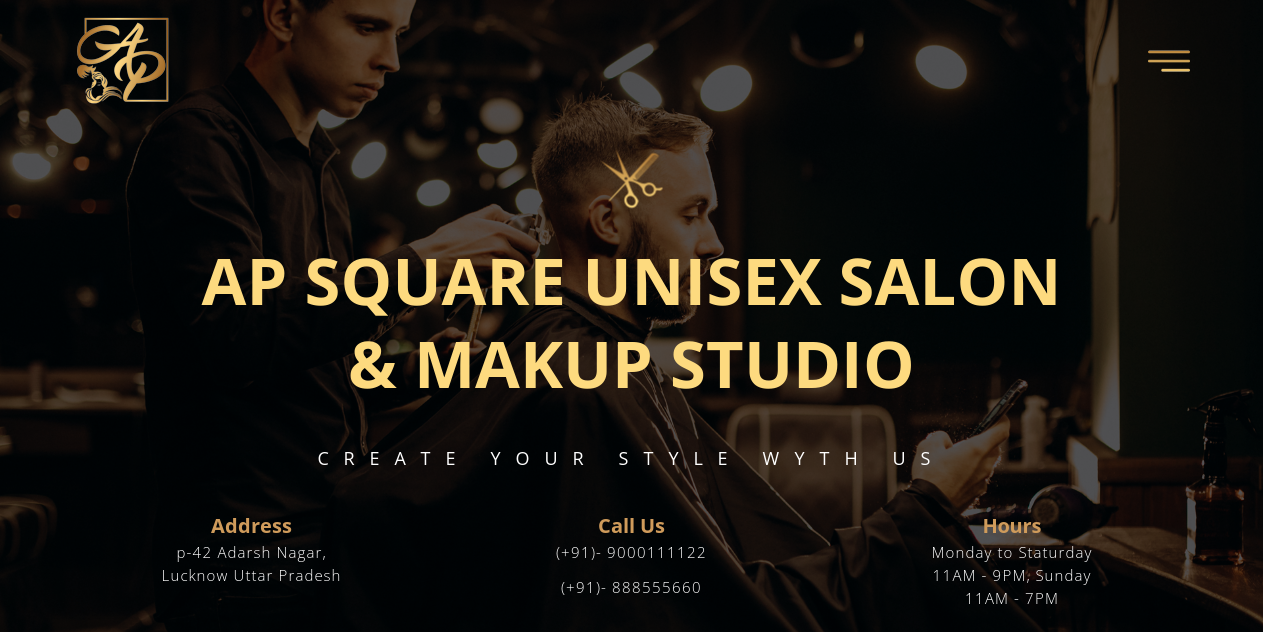 AP
AP SQUARE UNISEX SALON
& MAKUP STUDIO
CREATE YOUR STYLE WYTH US
Address
p-42 Adarsh Nagar,
Lucknow Uttar Pradesh
Call Us
(+91)- 9000111122
(+91)- 888555660
Hours
Monday to Staturday
11AM - 9PM, Sunday
11AM - 7PM